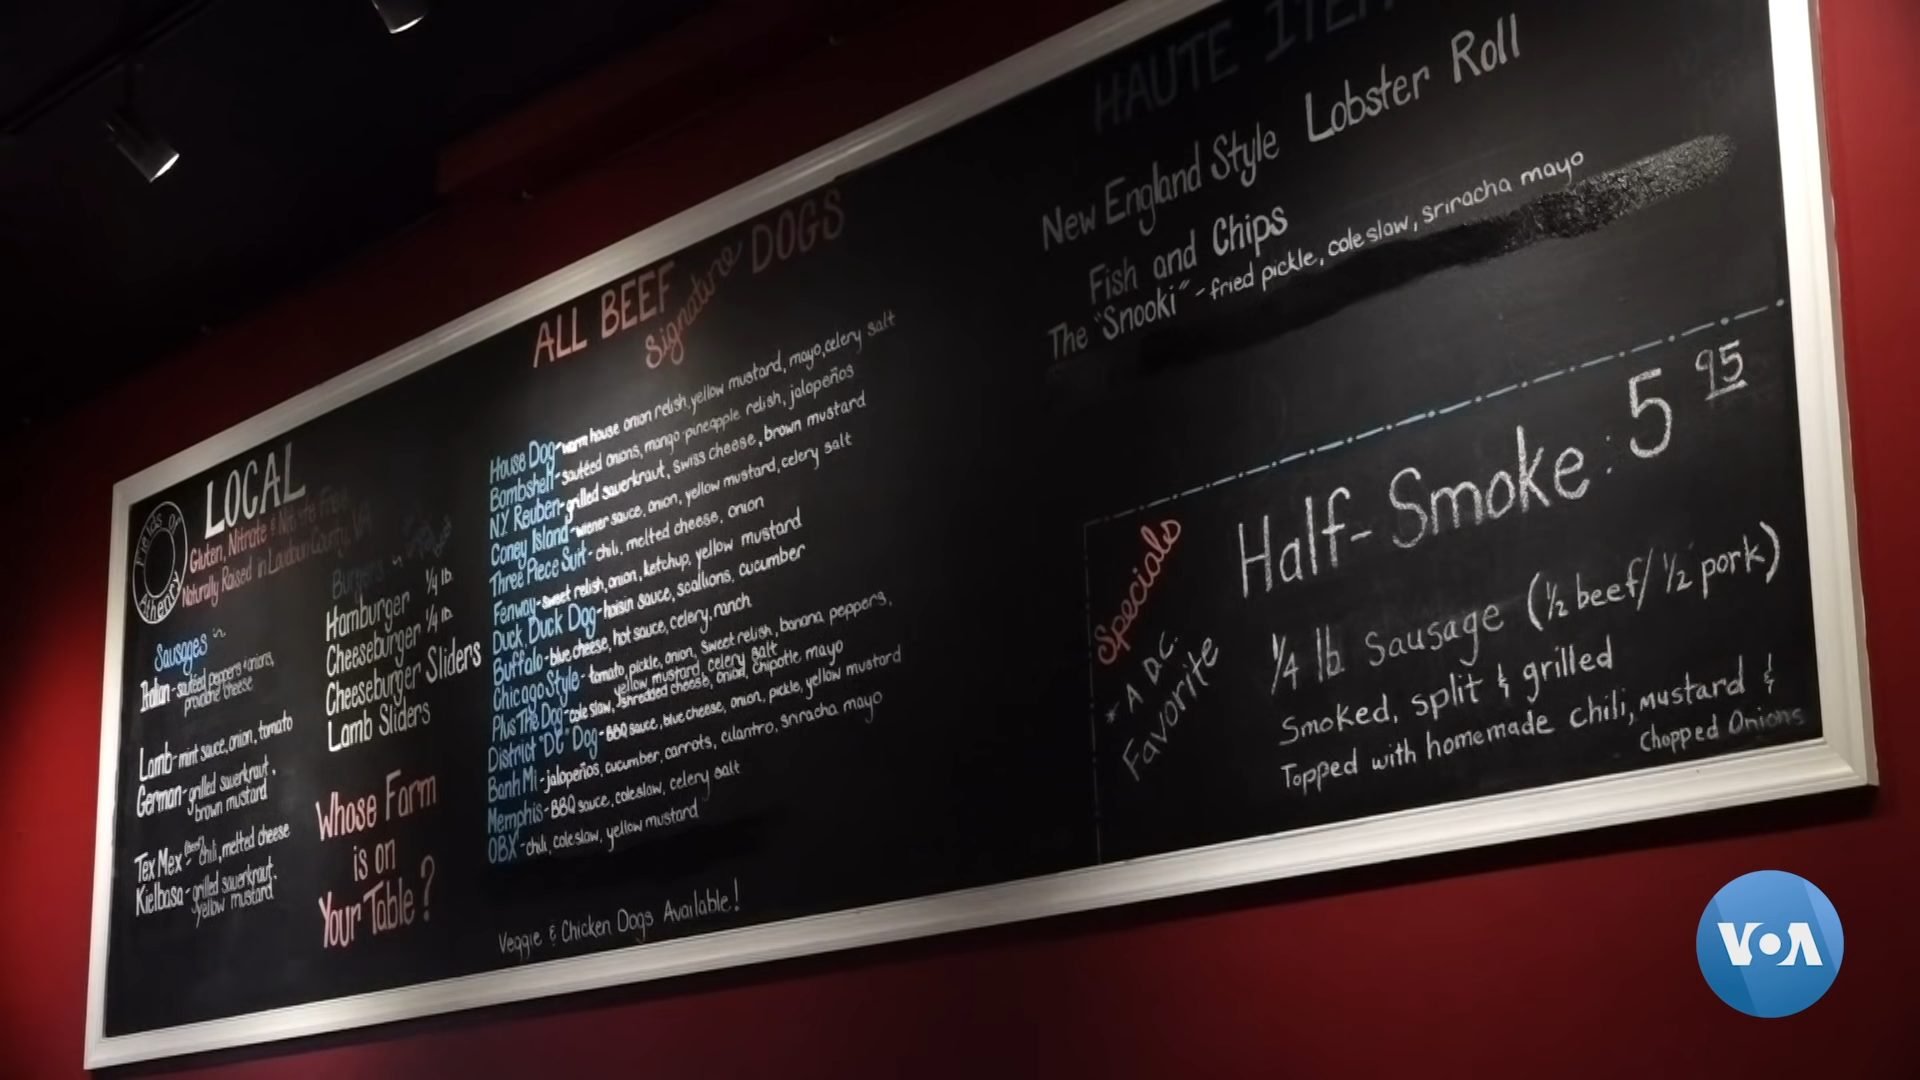 LOCAL
Fields of Athenry
Gluten, Nitrate & Nitrite Free
Naturally Raised in Loudoun County, VA
Sausages
Italian - sautéed peppers & onions,
provolone cheese
Lamb - mint sauce, onion, tomato
German - grilled sauerkraut,
brown mustard
Tex Mex (beef) - chili, melted cheese
Kielbasa - grilled sauerkraut,
yellow mustard
Burgers
Hamburger 1/4 lb.
Cheeseburger 1/4 lb.
Cheeseburger Sliders
Lamb Sliders
Whose Farm
is on
Your Table?
ALL BEEF
Signature DOGS
House Dog - warm house onion relish, yellow mustard, mayo, celery salt
Bombshell - sautéed onions, mango-pineapple relish, jalopeños
N.Y. Reuben - grilled sauerkraut, swiss cheese, brown mustard
Coney Island - wiener sauce, onion, yellow mustard, celery salt
Three Piece Suit - chili, melted cheese, onion
Fenway - sweet relish, onion, ketchup, yellow mustard
Duck, Duck Dog - hoisin sauce, scallions, cucumber
Buffalo - blue cheese, hot sauce, celery, ranch
Chicago Style - tomato, pickle, onion, sweet relish, banana peppers,
yellow mustard, celery salt
Plus The Dog - cole slaw, shredded cheese, onion, chipotle mayo
District "DC" Dog - BBQ sauce, blue cheese, onion, pickle, yellow mustard
Banh Mi - jalapeños, cucumber, carrots, cilantro, sriracha mayo
Memphis - BBQ sauce, coleslaw, celery salt
OBX - chili, cole slaw, yellow mustard
Veggie & Chicken Dogs Available!
HAUTE ITEM
New England Style Lobster Roll
Fish and Chips
The "Snooki" - fried pickle, cole slaw, sriracha mayo
Specials
* A D.C.
Favorite
Half-Smoke: 5 95
1/4 lb. Sausage (1/2 beef/ 1/2 pork)
Smoked, split & grilled
Topped with homemade chili, mustard &
Chopped Onions
VOA